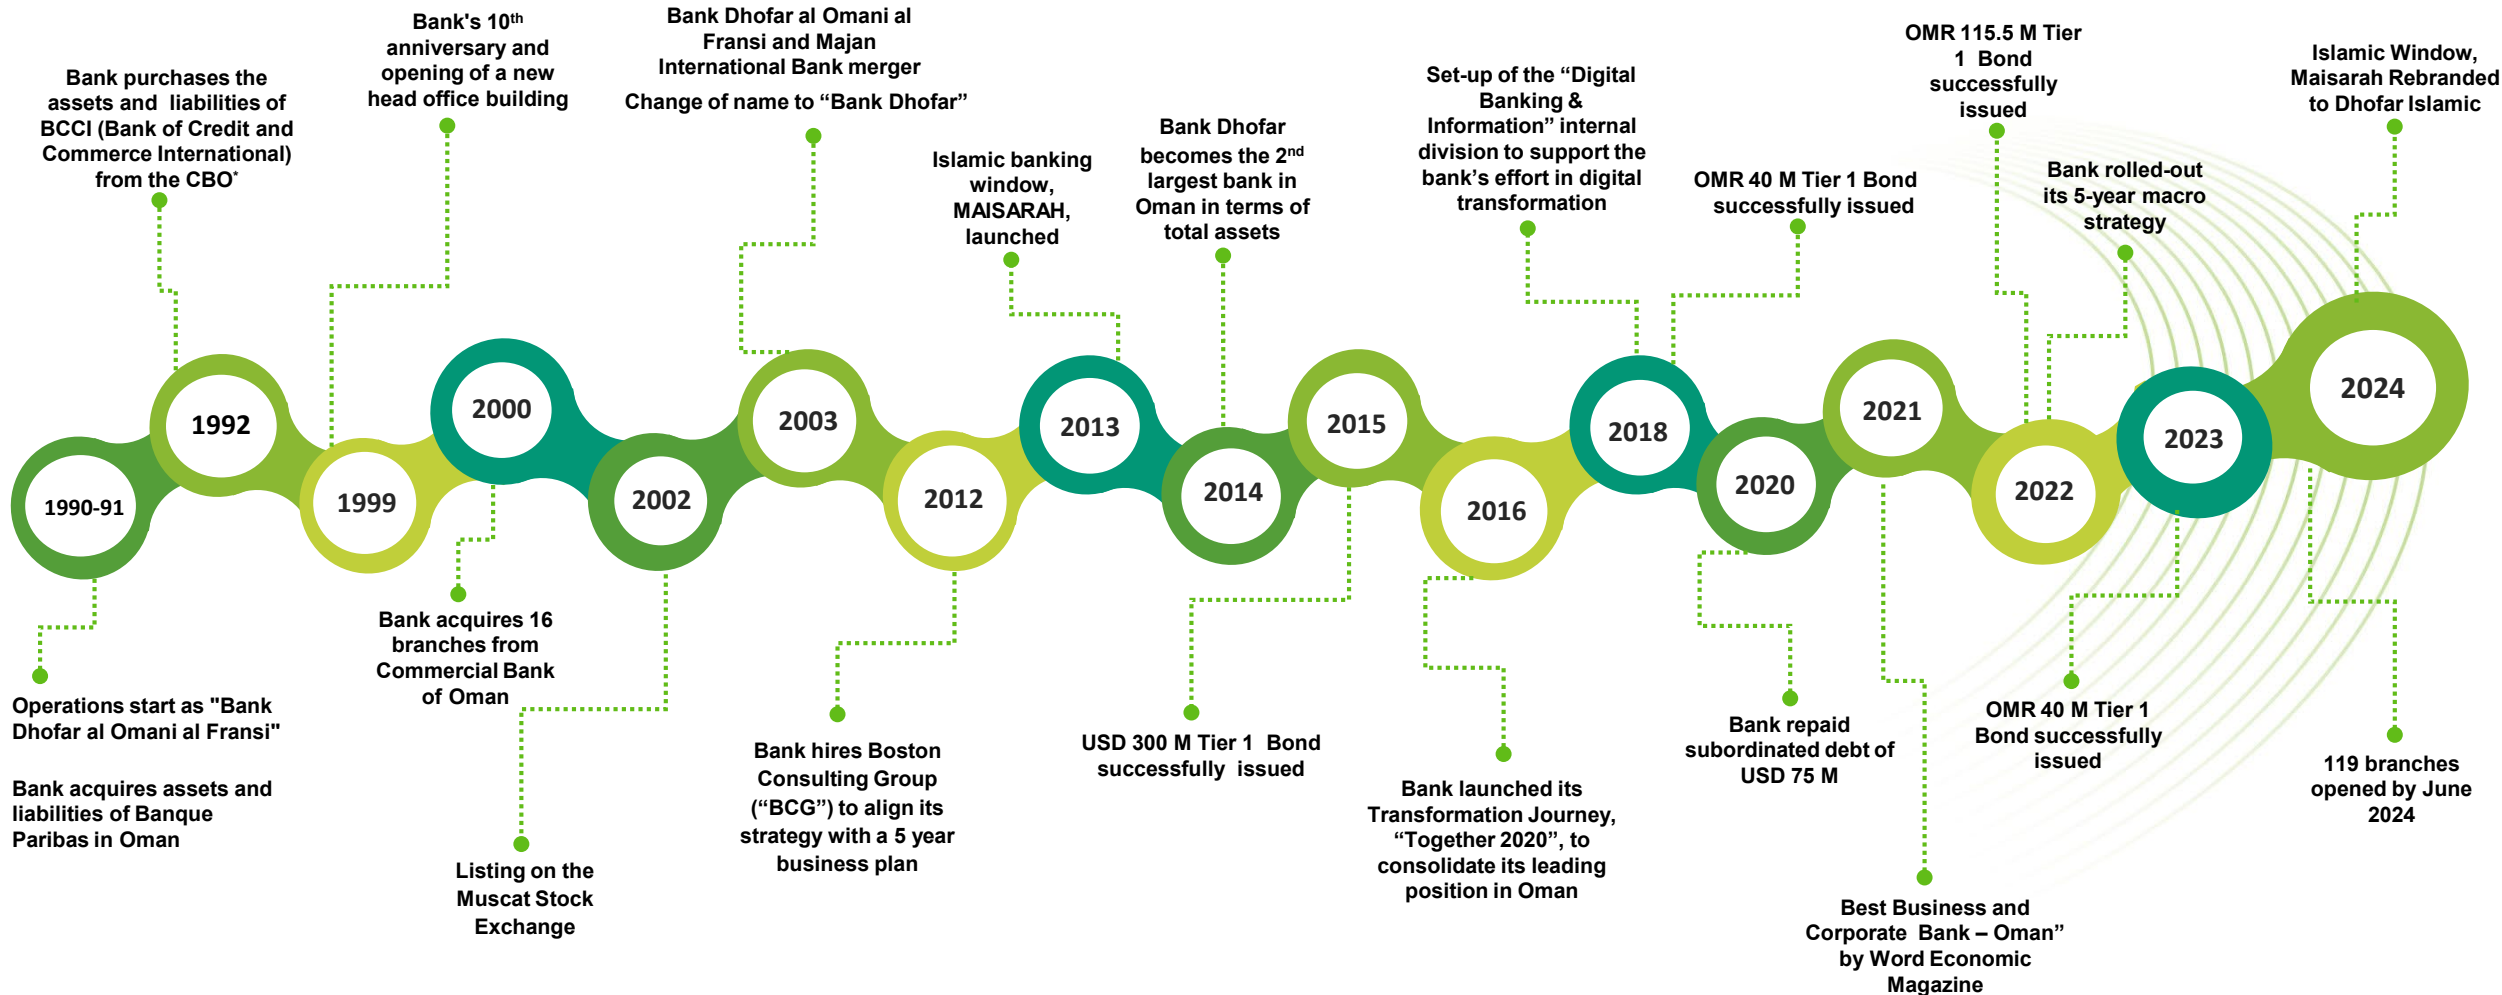 Bank purchases the
assets and liabilities of
BCCI (Bank of Credit and
Commerce International)
from the CBO*
Bank's 10th
anniversary and
opening of a new
head office building
Bank Dhofar al Omani al
Fransi and Majan
International Bank merger
Change of name to “Bank Dhofar”
Islamic banking
window,
MAISARAH,
launched
Bank Dhofar
becomes the 2nd
largest bank in
Oman in terms of
total assets
Set-up of the “Digital
Banking &
Information” internal
division to support the
bank’s effort in digital
transformation
OMR 40 M Tier 1 Bond
successfully issued
OMR 115.5 M Tier
1 Bond
successfully
issued
Bank rolled-out
its 5-year macro
strategy
Islamic Window,
Maisarah Rebranded
to Dhofar Islamic
1990-91
1992
1999
2000
2002
2003
2012
2013
2014
2015
2016
2018
2020
2021
2022
2023
2024
Operations start as "Bank
Dhofar al Omani al Fransi"
Bank acquires assets and
liabilities of Banque
Paribas in Oman
Bank acquires 16
branches from
Commercial Bank
of Oman
Listing on the
Muscat Stock
Exchange
Bank hires Boston
Consulting Group
(“BCG”) to align its
strategy with a 5 year
business plan
USD 300 M Tier 1 Bond
successfully issued
Bank launched its
Transformation Journey,
“Together 2020”, to
consolidate its leading
position in Oman
Bank repaid
subordinated debt of
USD 75 M
Best Business and
Corporate Bank – Oman”
by Word Economic
Magazine
OMR 40 M Tier 1
Bond successfully
issued
119 branches
opened by June
2024